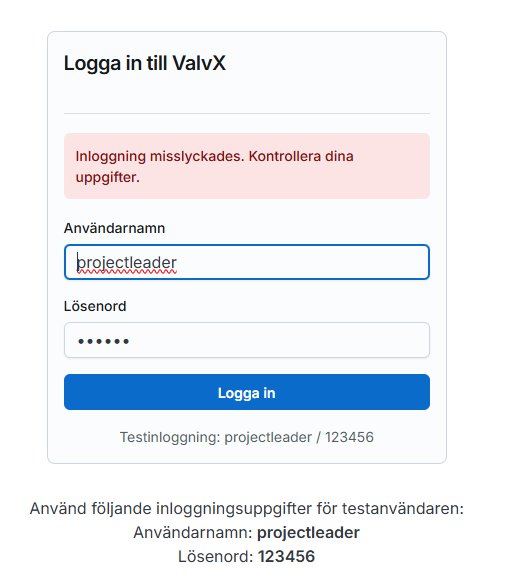 Logga in till ValvX
Inloggning misslyckades. Kontrollera dina
uppgifter.
Användarnamn
projectleader
Lösenord
••••••
Logga in
Testinloggning: projectleader / 123456
Använd följande inloggningsuppgifter för testanvändaren:
Användarnamn: projectleader
Lösenord: 123456